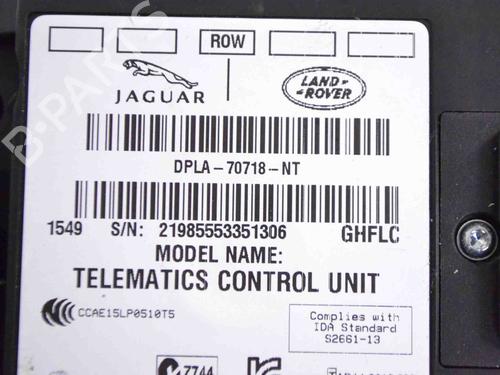 ROW
JAGUAR
LAND-
ROVER
DPLA-70718-NT
1549 S/N: 21985553351306 GHFLC
MODEL NAME:
TELEMATICS CONTROL UNIT
CCAE15LP0510T5
Complies with
IDA Standard
S2661-13
Z744
B-PARTS